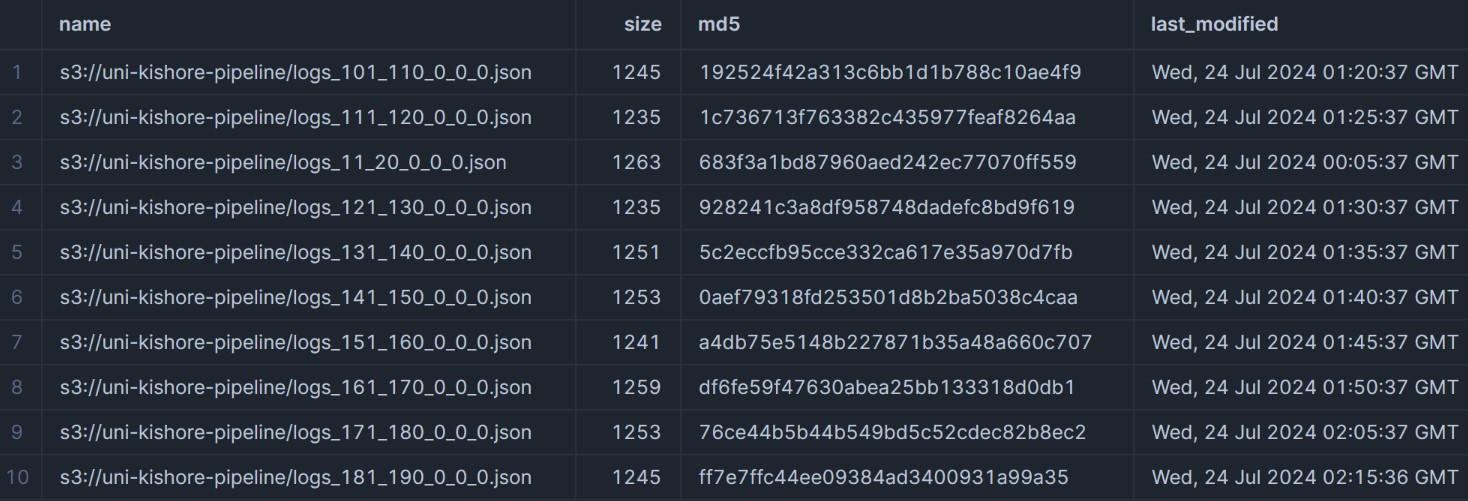 name size md5 last_modified
1 s3://uni-kishore-pipeline/logs_101_110_0_0_0.json 1245 192524f42a313c6bb1d1b788c10ae4f9 Wed, 24 Jul 2024 01:20:37 GMT
2 s3://uni-kishore-pipeline/logs_111_120_0_0_0.json 1235 1c736713f763382c435977feaf8264aa Wed, 24 Jul 2024 01:25:37 GMT
3 s3://uni-kishore-pipeline/logs_11_20_0_0_0.json 1263 683f3a1bd87960aed242ec77070ff559 Wed, 24 Jul 2024 00:05:37 GMT
4 s3://uni-kishore-pipeline/logs_121_130_0_0_0.json 1235 928241c3a8df958748dadefc8bd9f619 Wed, 24 Jul 2024 01:30:37 GMT
5 s3://uni-kishore-pipeline/logs_131_140_0_0_0.json 1251 5c2eccfb95cce332ca617e35a970d7fb Wed, 24 Jul 2024 01:35:37 GMT
6 s3://uni-kishore-pipeline/logs_141_150_0_0_0.json 1253 0aef79318fd253501d8b2ba5038c4caa Wed, 24 Jul 2024 01:40:37 GMT
7 s3://uni-kishore-pipeline/logs_151_160_0_0_0.json 1241 a4db75e5148b227871b35a48a660c707 Wed, 24 Jul 2024 01:45:37 GMT
8 s3://uni-kishore-pipeline/logs_161_170_0_0_0.json 1259 df6fe59f47630abea25bb133318d0db1 Wed, 24 Jul 2024 01:50:37 GMT
9 s3://uni-kishore-pipeline/logs_171_180_0_0_0.json 1253 76ce44b5b44b549bd5c52cdec82b8ec2 Wed, 24 Jul 2024 02:05:37 GMT
10 s3://uni-kishore-pipeline/logs_181_190_0_0_0.json 1245 ff7e7ffc44ee09384ad3400931a99a35 Wed, 24 Jul 2024 02:15:36 GMT